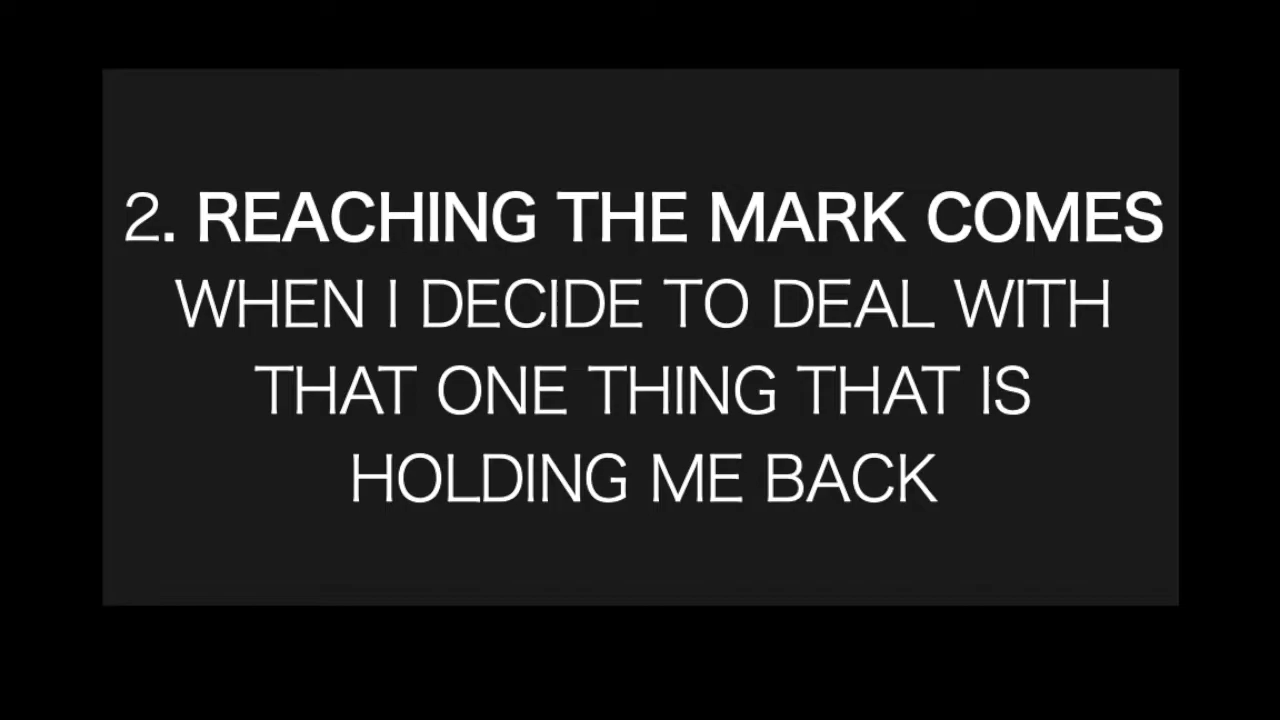 2. REACHING THE MARK COMES
WHEN I DECIDE TO DEAL WITH
THAT ONE THING THAT IS
HOLDING ME BACK